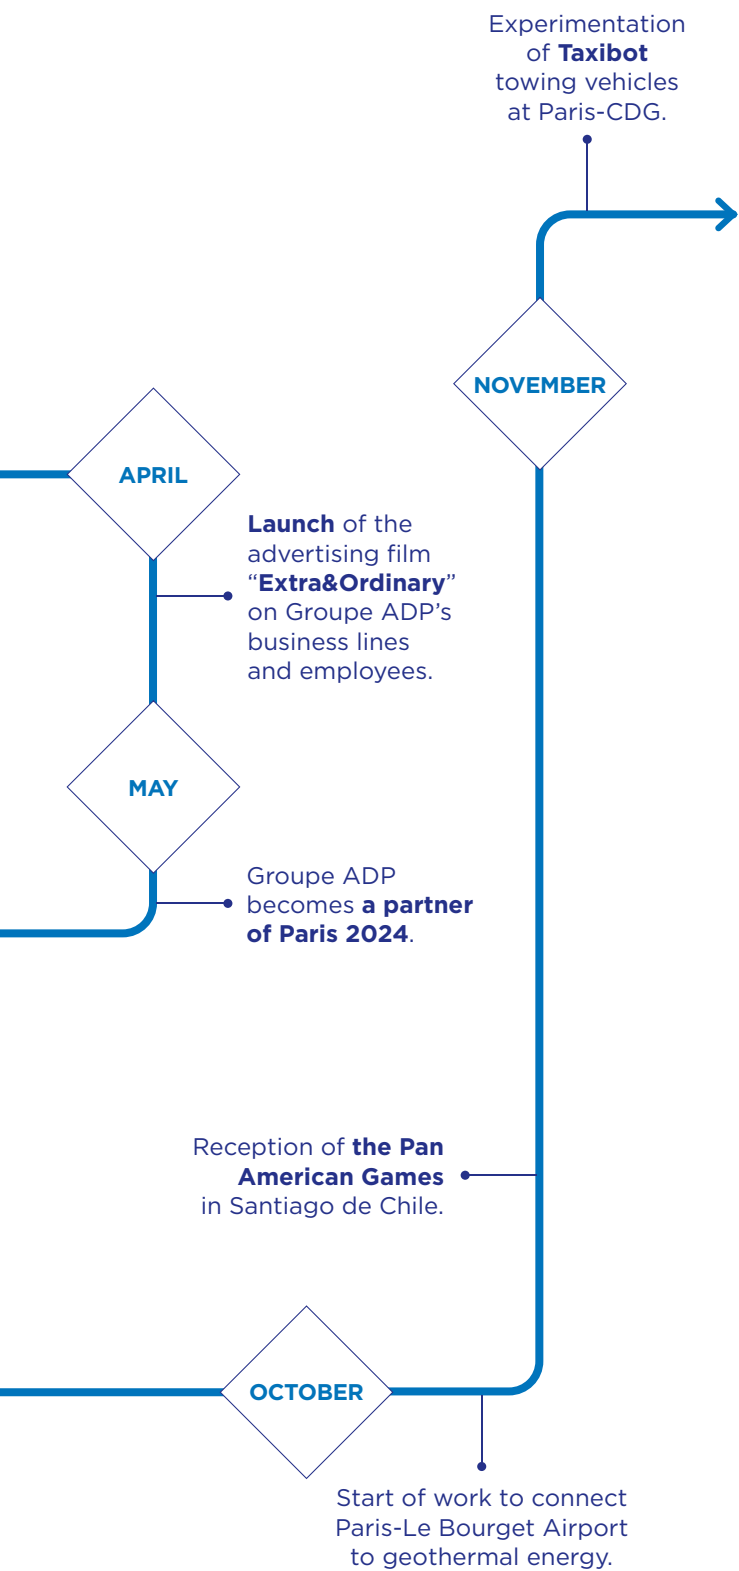 Experimentation
of Taxibot
towing vehicles
at Paris-CDG.
NOVEMBER
APRIL
Launch of the
advertising film
“Extra&Ordinary”
on Groupe ADP’s
business lines
and employees.
MAY
Groupe ADP
becomes a partner
of Paris 2024.
Reception of the Pan
American Games
in Santiago de Chile.
OCTOBER
Start of work to connect
Paris-Le Bourget Airport
to geothermal energy.